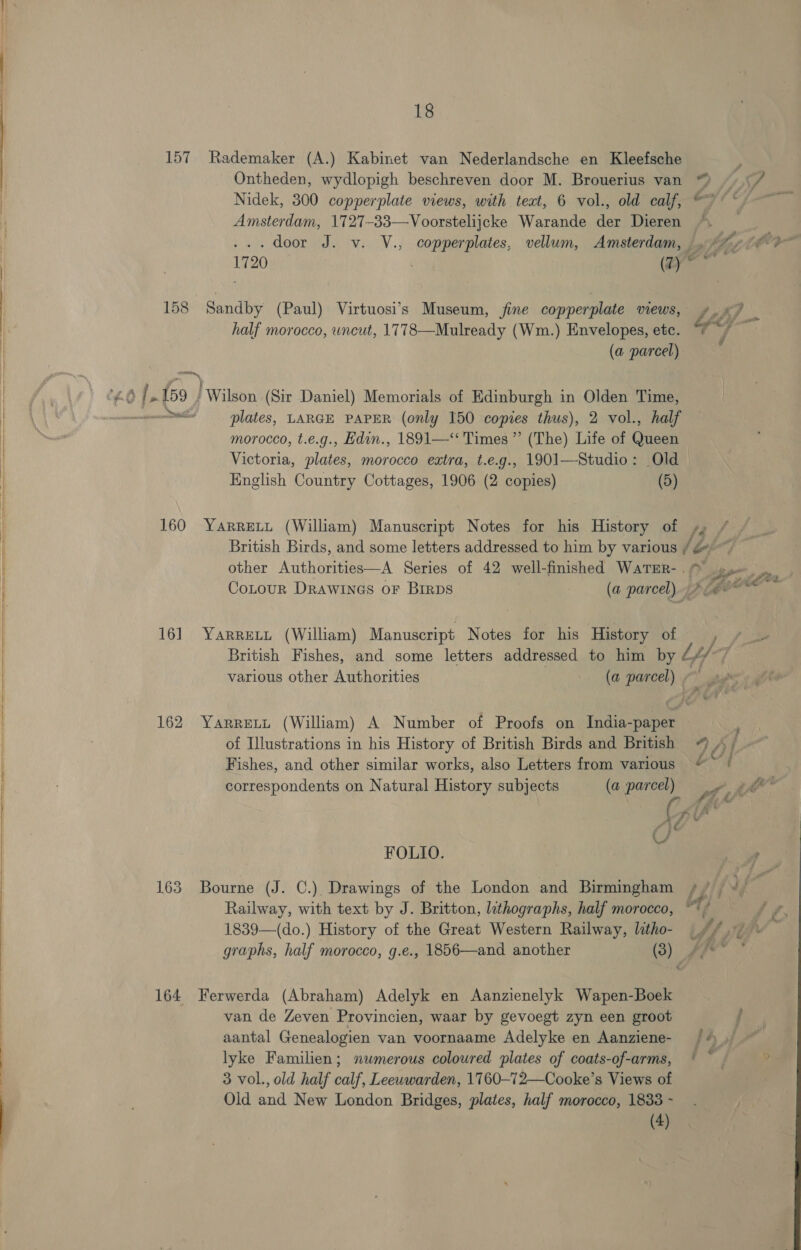 18
157 Rademaker (A.) Kabinet van Nederlandsche en Kleefsche
Ontheden, wydlopigh beschreven door M. Brouerius van
Nidek, 300 copperplate views, with text, 6 vol., old calf,
Amsterdam, 1727-33—Voorstelijcke Warande der Dieren
... door J. v. V., copperplates, vellum, Amsterdam,
1720 (7)
158 Sandby (Paul) Virtuosi's Museum, fine copperplate views,
half morocco, uncut, 1778—Mulready (Wm.) Envelopes, etc.
(a parcel)
159 Wilson (Sir Daniel) Memorials of Edinburgh in Olden Time,
plates, LARGE PAPER (only 150 copies thus), 2 vol., half
morocco, t.e.g., Edin., 1891—“Times” (The) Life of Queen
Victoria, plates, morocco extra, t.e.g., 1901—Studio: Old
English Country Cottages, 1906 (2 copies) (5)
160 YARRELL (William) Manuscript Notes for his History of
British Birds, and some letters addressed to him by various
other Authorities—A Series of 42 well-finished WATER-
COLOUR DRAWINGS OF BIRDS (a parcel)
161 YARRELL (William) Manuscript Notes for his History of
British Fishes, and some letters addressed to him by
various other Authorities (a parcel)
162 YARRELL (William) A Number of Proofs on India-paper
of Illustrations in his History of British Birds and British
Fishes, and other similar works, also Letters from various
correspondents on Natural History subjects (a parcel)
FOLIO.
163 Bourne (J. C.) Drawings of the London and Birmingham
Railway, with text by J. Britton, lithographs, half morocco,
1839—(do.) History of the Great Western Railway, litho-
graphs, half morocco, g.e., 1856—and another (3)
164 Ferwerda (Abraham) Adelyk en Aanzienelyk Wapen-Boek
van de Zeven Provincien, waar by gevoegt zyn een groot
aantal Genealogien van voornaame Adelyke en Aanziene-
lyke Familien; numerous coloured plates of coats-of-arms,
3 vol., old half calf, Leeuwarden, 1760-72—Cooke's Views of
Old and New London Bridges, plates, half morocco, 1833
(4)